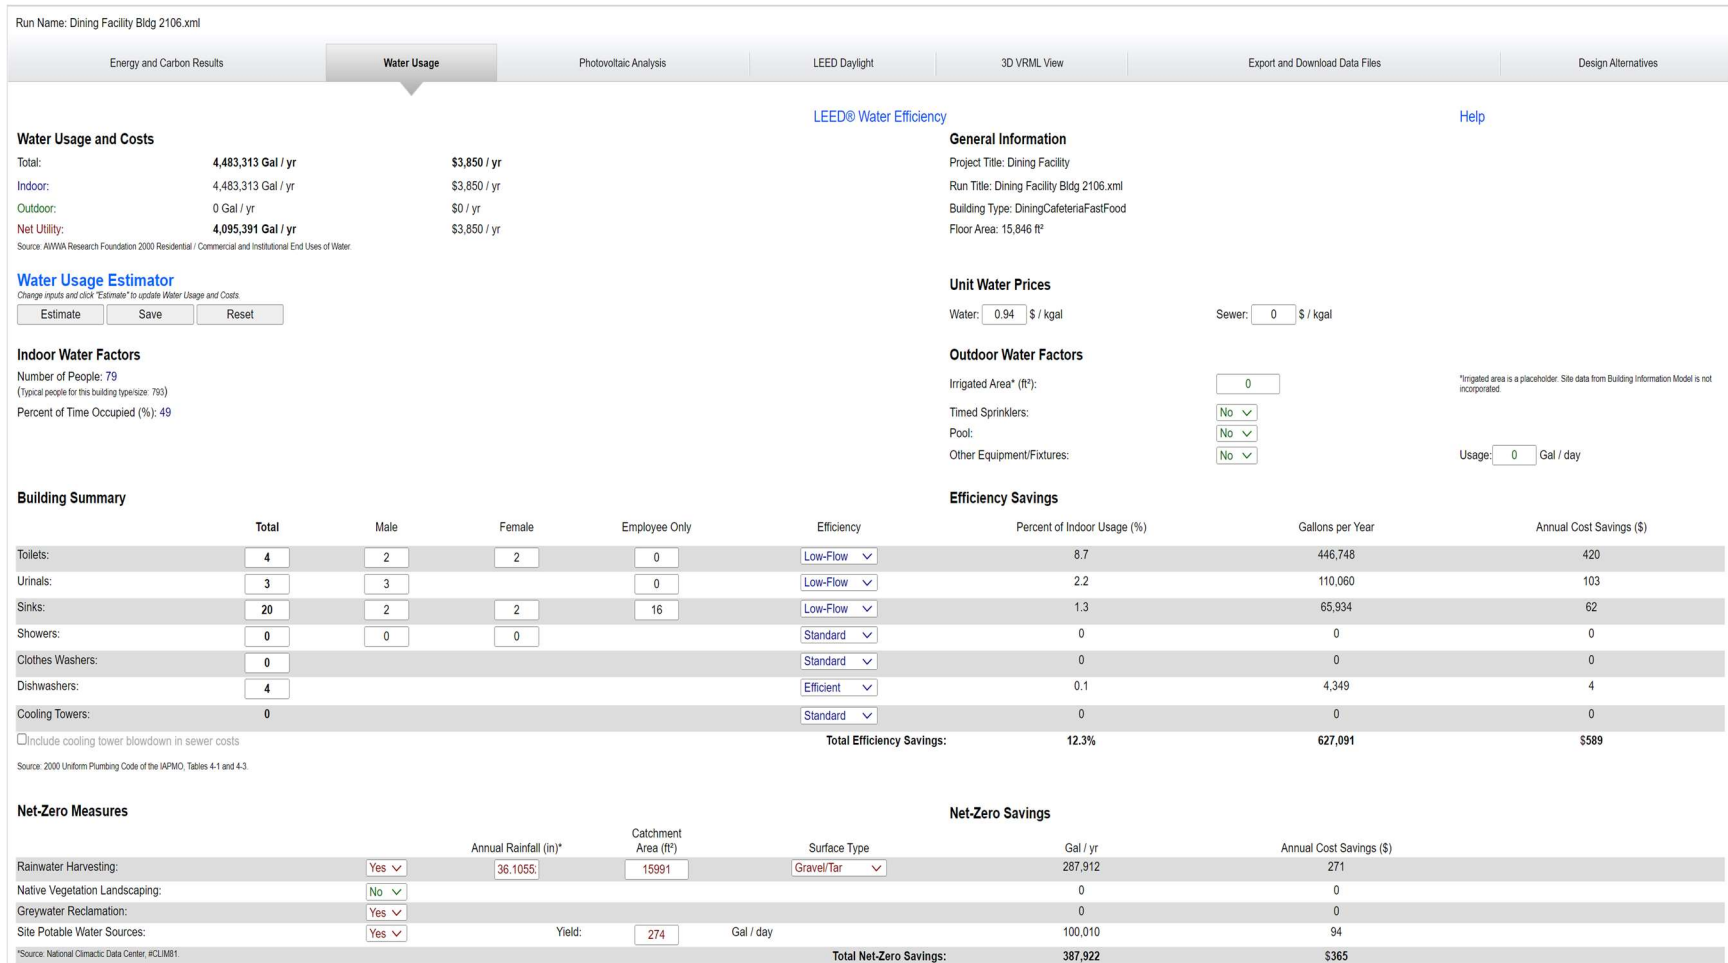 Run Name: Dining Facility Bldg 2106.xml
Energy and Carbon Results Water Usage Photovoltaic Analysis LEED Daylight 3D VRML View Export and Download Data Files Design Alternatives
LEED® Water Efficiency Help
Water Usage and Costs General Information
Total: 4,483,313 Gal / yr $3,850 / yr Project Title: Dining Facility
Indoor: 4,483,313 Gal / yr $3,850 / yr Run Title: Dining Facility Bldg 2106.xml
Outdoor: 0 Gal / yr $0 / yr Building Type: DiningCafeteriaFastFood
Net Utility: 4,095,391 Gal / yr $3,850 / yr Floor Area: 15,846 ft²
Source: AWWA Research Foundation 2000 Residential / Commercial and Institutional End Uses of Water.
Water Usage Estimator Unit Water Prices
Change inputs and click "Estimate" to update Water Usage and Costs.
Estimate Save Reset Water: 0.94 $ / kgal Sewer: 0 $ / kgal
Indoor Water Factors Outdoor Water Factors
Number of People: 79 Irrigated Area* (ft²): 0 *Irrigated area is a placeholder. Site data from Building Information Model is not
(Typical people for this building type/size: 793) incorporated.
Percent of Time Occupied (%): 49 Timed Sprinklers: No
Pool: No
Other Equipment/Fixtures: No Usage: 0 Gal / day
Building Summary Efficiency Savings
Total Male Female Employee Only Efficiency Percent of Indoor Usage (%) Gallons per Year Annual Cost Savings ($)
Toilets: 4 2 2 0 Low-Flow 8.7 446,748 420
Urinals: 3 3 0 Low-Flow 2.2 110,060 103
Sinks: 20 2 2 16 Low-Flow 1.3 65,934 62
Showers: 0 0 0 Standard 0 0 0
Clothes Washers: 0 Standard 0 0 0
Dishwashers: 4 Efficient 0.1 4,349 4
Cooling Towers: 0 Standard 0 0 0
Include cooling tower blowdown in sewer costs Total Efficiency Savings: 12.3% 627,091 $589
Source: 2000 Uniform Plumbing Code of the IAPMO, Tables 4-1 and 4-3.
Net-Zero Measures Net-Zero Savings
Annual Rainfall (in)* Catchment Area (ft²) Surface Type Gal / yr Annual Cost Savings ($)
Rainwater Harvesting: Yes 36.1055 15991 Gravel/Tar 287,912 271
Native Vegetation Landscaping: No 0 0
Greywater Reclamation: Yes 0 0
Site Potable Water Sources: Yes Yield: 274 Gal / day 100,010 94
*Source: National Climactic Data Center, #CLIM81. Total Net-Zero Savings: 387,922 $365